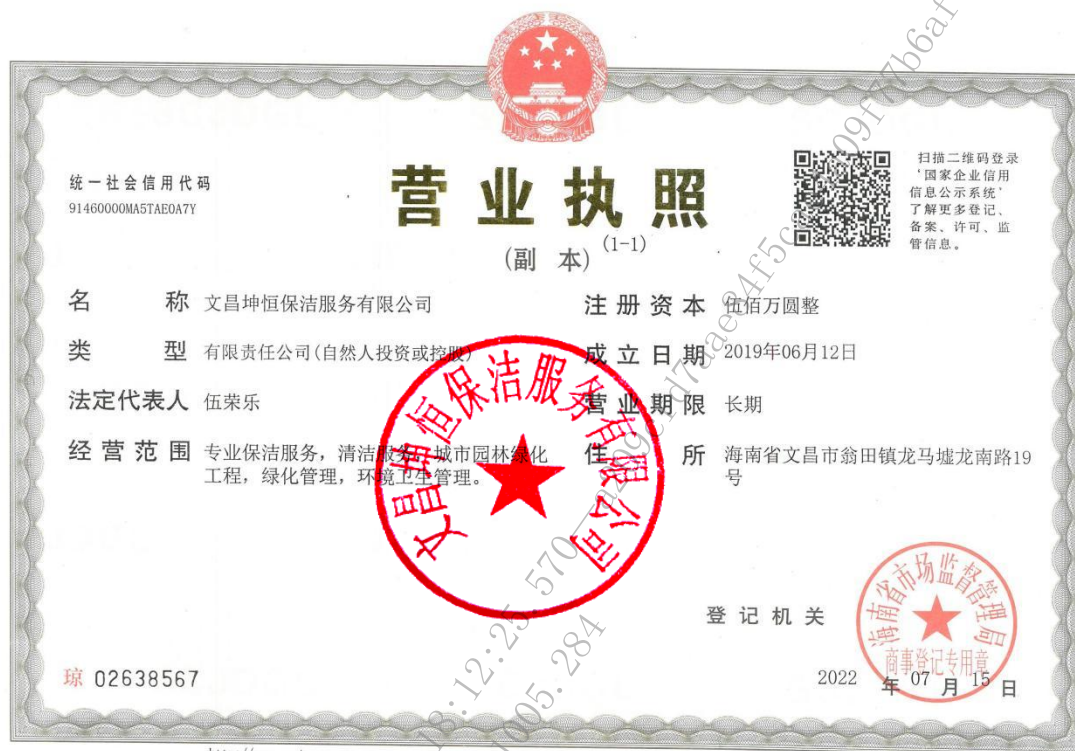 统一社会信用代码
91460000MA5TAE0A7Y
营业执照
(副 本) (1-1)
扫描二维码登录
‘国家企业信用
信息公示系统’
了解更多登记、
备案、许可、监
管信息。
名 称 文昌坤恒保洁服务有限公司
注册资本 伍佰万圆整
类 型 有限责任公司(自然人投资或控股)
成立日期 2019年06月12日
法定代表人 伍荣乐
营业期限 长期
经营范围 专业保洁服务，清洁服务，城市园林绿化
工程，绿化管理，环境卫生管理。
住 所 海南省文昌市翁田镇龙马墟龙南路19
号
文昌坤恒保洁服务有限公司
登记机关
海南省市场监督管理局
商事登记专用章
2022 年 07 月 15 日
琼 02638567